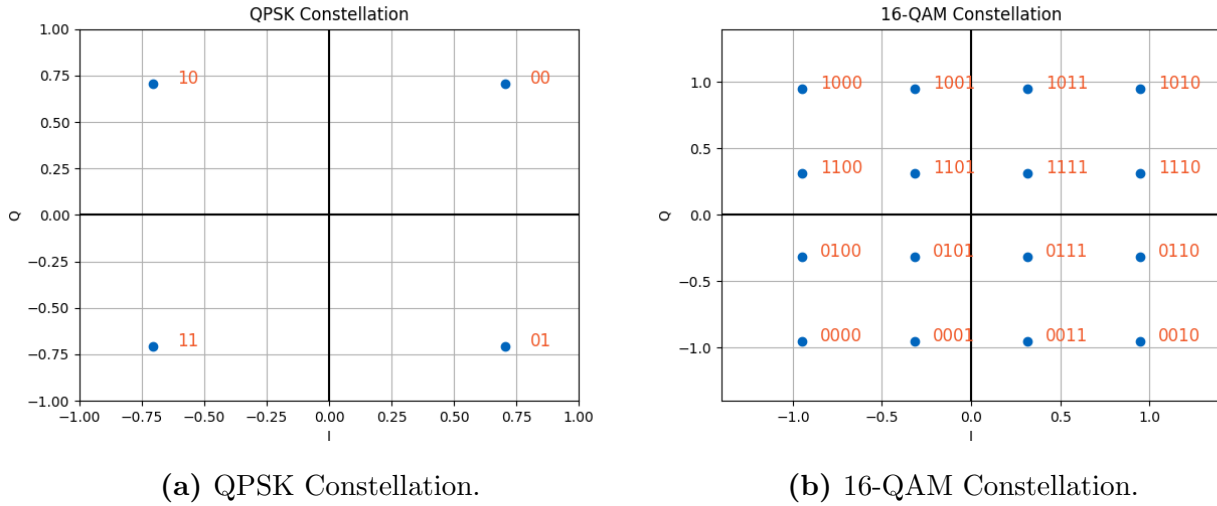 QPSK Constellation
1.00
0.75
0.50
0.25
0.00
−0.25
−0.50
−0.75
−1.00
Q
10
00
11
01
−1.00 −0.75 −0.50 −0.25 0.00 0.25 0.50 0.75 1.00
I
(a) QPSK Constellation.
16-QAM Constellation
1.0
0.5
0.0
−0.5
−1.0
Q
1000 1001 1011 1010
1100 1101 1111 1110
0100 0101 0111 0110
0000 0001 0011 0010
−1.0 −0.5 0.0 0.5 1.0
I
(b) 16-QAM Constellation.